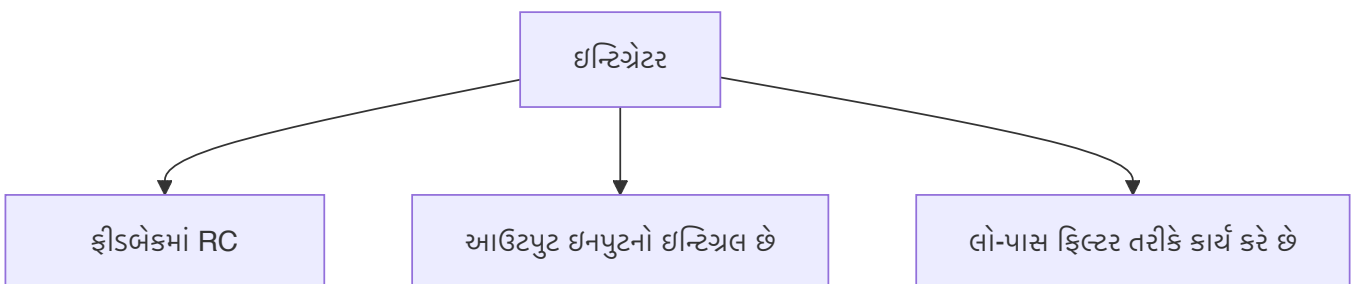 ઇન્ટિગ્રેટર
ફીડબેકમાં RC
આઉટપુટ ઇનપુટનો ઇન્ટિગ્રલ છે
લો-પાસ ફિલ્ટર તરીકે કાર્ય કરે છે